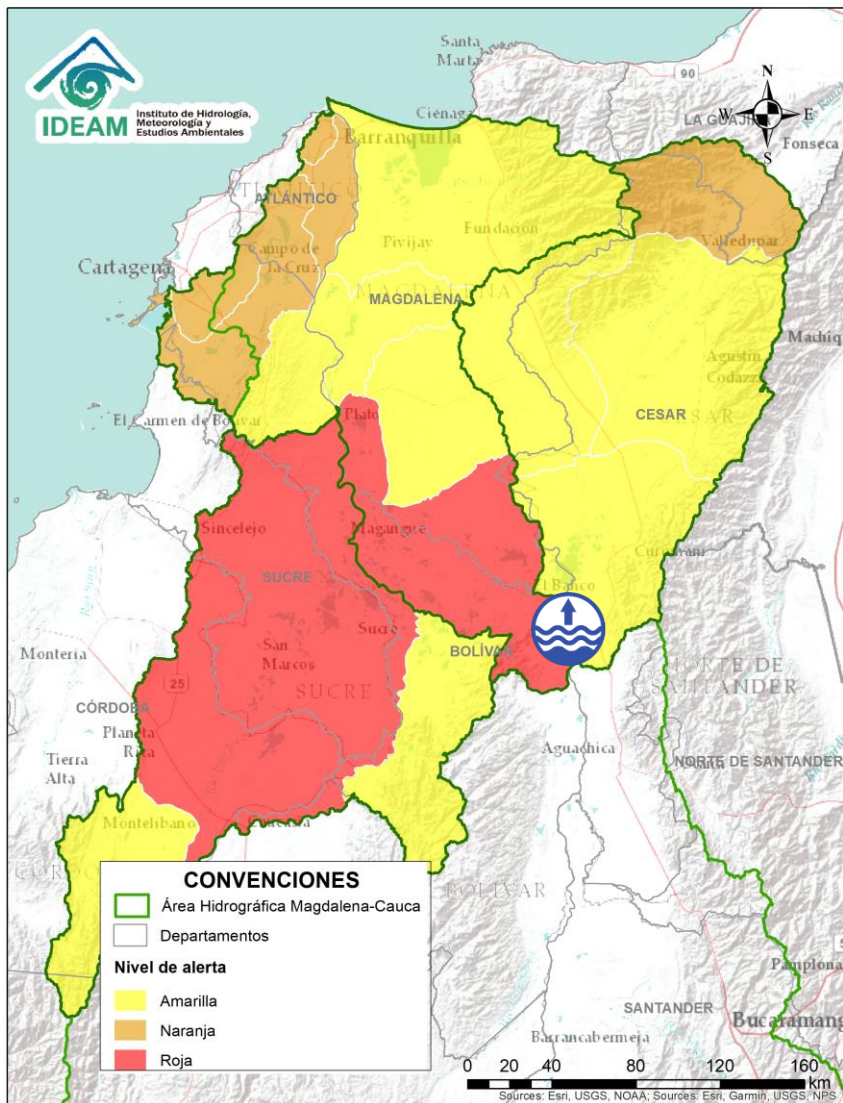 Santa
Marta
90
N
IDEAM
Instituto de Hidrología,
Meteorología y
Estudios Ambientales
Ciénaga
W
E
LA GUAJIRA
S
Fonseca
Barranquilla
ATLÁNTICO
Fundación
Pivijay
Valledupar
Campo de
la Cruz
Cartagena
MAGDALENA
MAGDALENA
Machiq
Agustín
Codazzi
El Carmen de Bolívar
Plato
CESAR
Sincelejo
Magangué
SUCRE
El Banco
Sucre
Montería
San
Marcos
BOLÍVAR
NORTE DE
SANTANDER
25
SUCRE
CÓRDOBA
Planeta
Rica
Aguachica
Tierra
Alta
NORTE DE SANTANDER
Montelíbano
Caucasia
CONVENCIONES
Área Hidrográfica Magdalena-Cauca
Departamentos
BOLÍVAR
Nivel de alerta
Amarilla
Naranja
Roja
Pamplona
SANTANDER
Bucaramang
Barrancabermeja
0 20 40 80 120 160
km
Sources: Esri, USGS, NOAA; Sources: Esri, Garmin, USGS, NPS